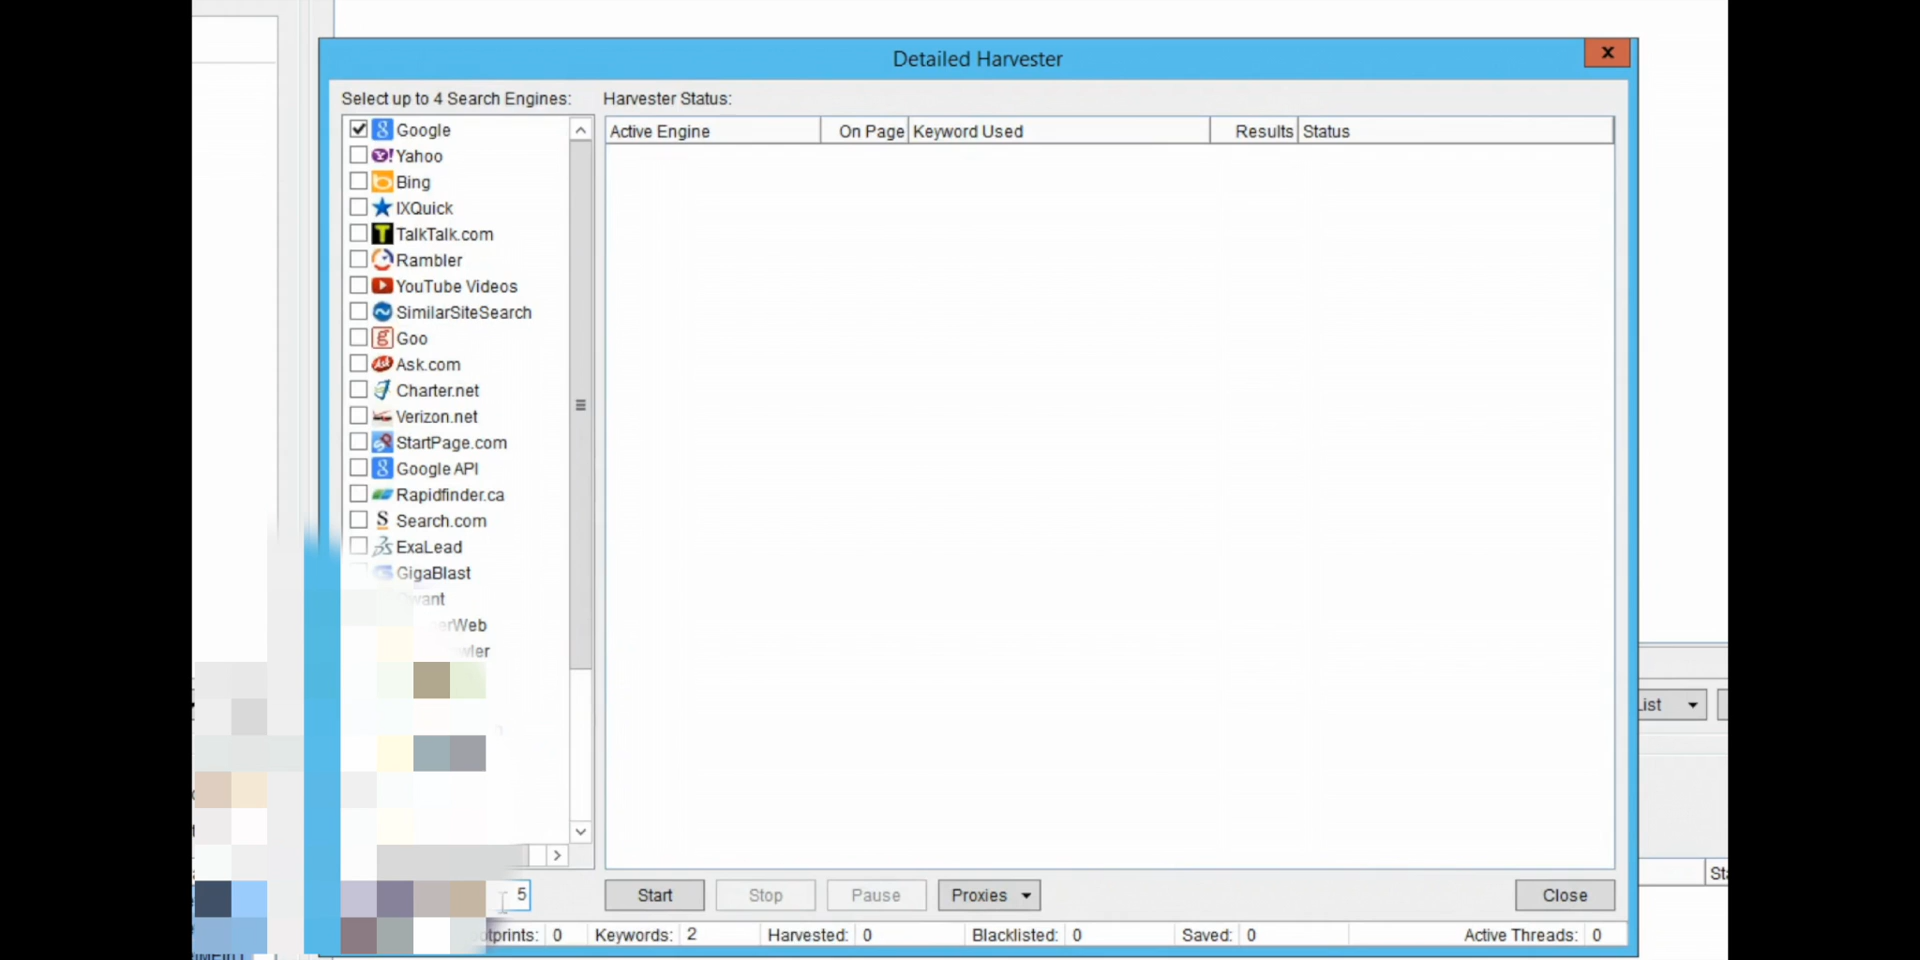 Detailed Harvester
Select up to 4 Search Engines:
Harvester Status:
Active Engine On Page Keyword Used Results Status
Google
Yahoo
Bing
IXQuick
TalkTalk.com
Rambler
YouTube Videos
SimilarSiteSearch
Goo
Ask.com
Charter.net
Verizon.net
StartPage.com
Google API
Rapidfinder.ca
Search.com
ExaLead
GigaBlast
5 Start Stop Pause Proxies Close
0 Keywords: 2 Harvested: 0 Blacklisted: 0 Saved: 0 Active Threads: 0